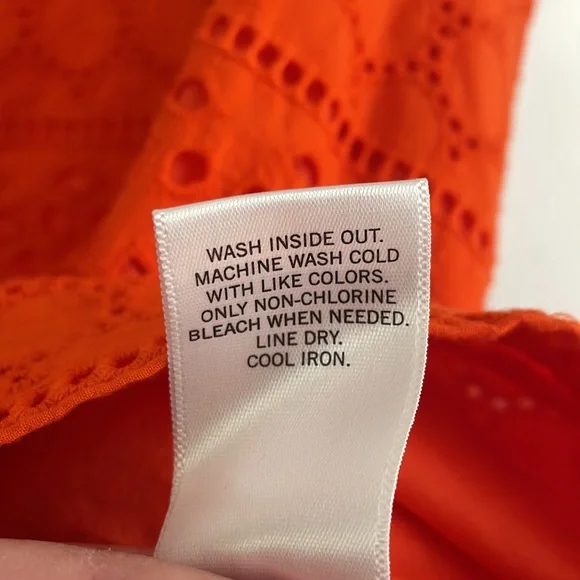 WASH INSIDE OUT.
MACHINE WASH COLD
WITH LIKE COLORS.
ONLY NON-CHLORINE
BLEACH WHEN NEEDED.
LINE DRY.
COOL IRON.